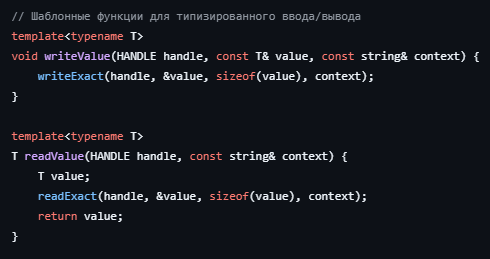 // Шаблонные функции для типизированного ввода/вывода
template<typename T>
void writeValue(HANDLE handle, const T& value, const string& context) {
    writeExact(handle, &value, sizeof(value), context);
}

template<typename T>
T readValue(HANDLE handle, const string& context) {
    T value;
    readExact(handle, &value, sizeof(value), context);
    return value;
}